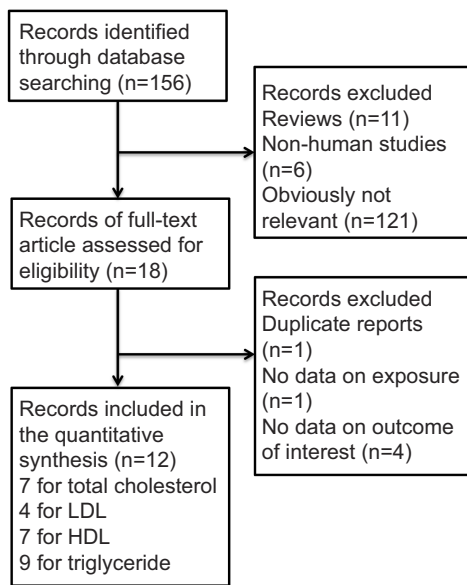 Records identified
through database
searching (n=156)
Records excluded
Reviews (n=11)
Non-human studies
(n=6)
Obviously not
relevant (n=121)
Records of full-text
article assessed for
eligibility (n=18)
Records excluded
Duplicate reports
(n=1)
No data on exposure
(n=1)
No data on outcome
of interest (n=4)
Records included in
the quantitative
synthesis (n=12)
7 for total cholesterol
4 for LDL
7 for HDL
9 for triglyceride